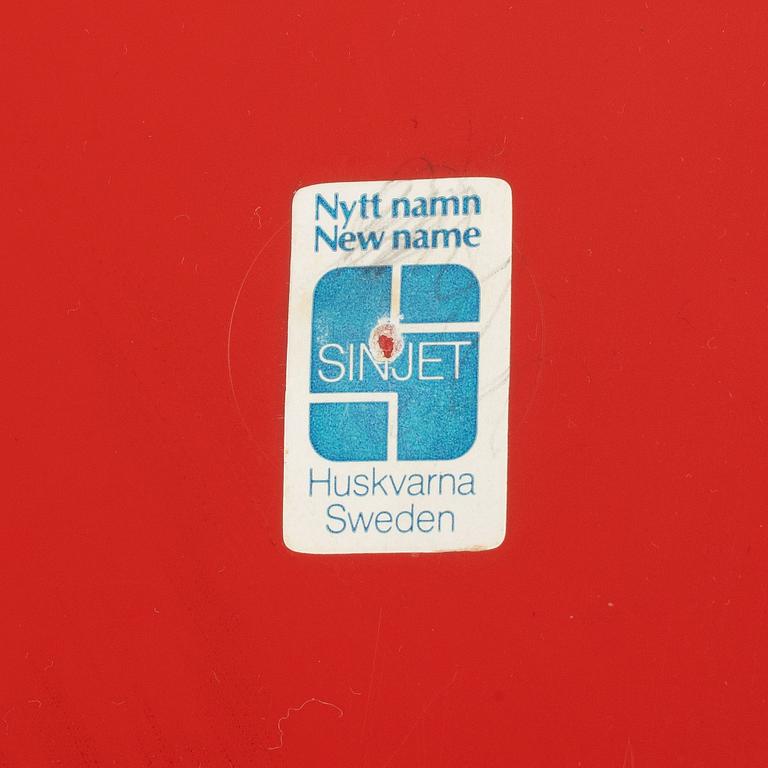 Nytt namn
New name
SINJET
Huskvarna
Sweden